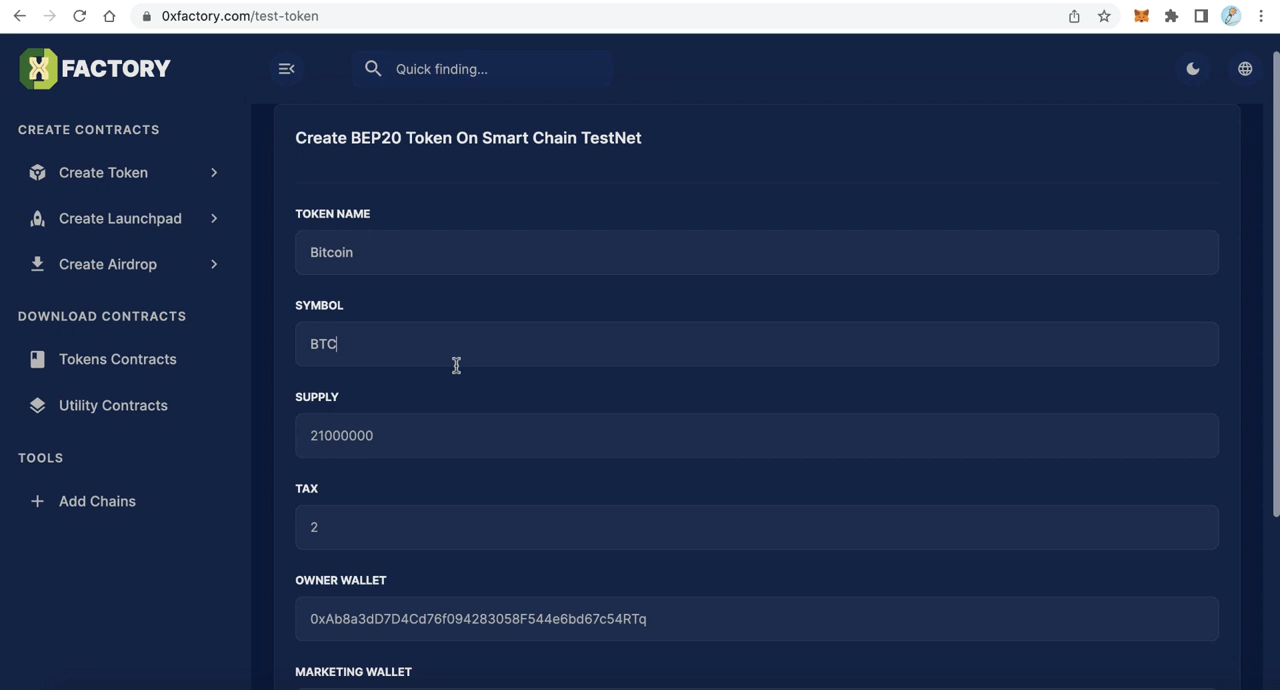 0xfactory.com/test-token
FACTORY
Quick finding...
CREATE CONTRACTS
Create Token
Create Launchpad
Create Airdrop
DOWNLOAD CONTRACTS
Tokens Contracts
Utility Contracts
TOOLS
Add Chains
Create BEP20 Token On Smart Chain TestNet
TOKEN NAME
Bitcoin
SYMBOL
BTC
SUPPLY
21000000
TAX
2
OWNER WALLET
0xAb8a3dD7D4Cd76f094283058F544e6bd67c54RTq
MARKETING WALLET